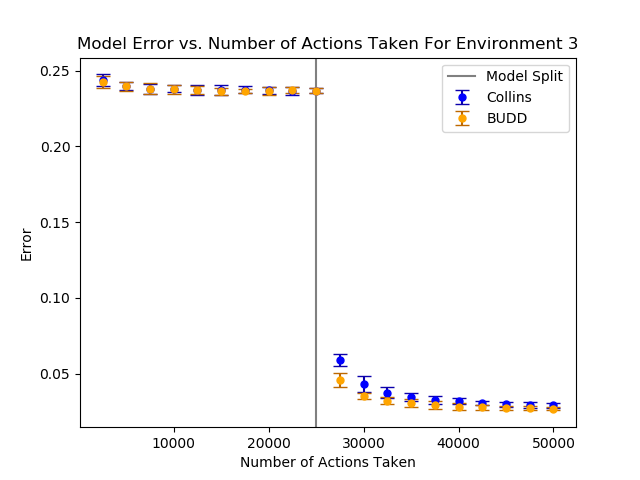 Model Error vs. Number of Actions Taken For Environment 3
Model Split
Collins
BUDD
Error
0.25
0.20
0.15
0.10
0.05
10000 20000 30000 40000 50000
Number of Actions Taken